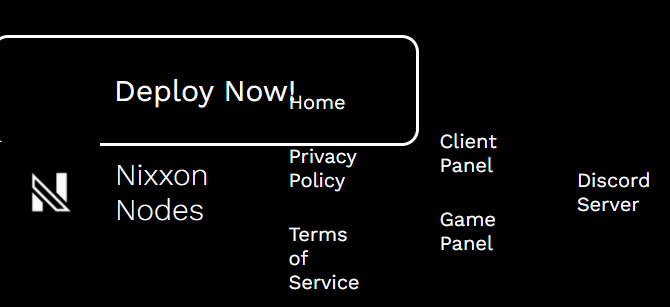 Deploy Now!
Home
Nixxon
Nodes
Privacy
Policy
Terms
of
Service
Client
Panel
Game
Panel
Discord
Server